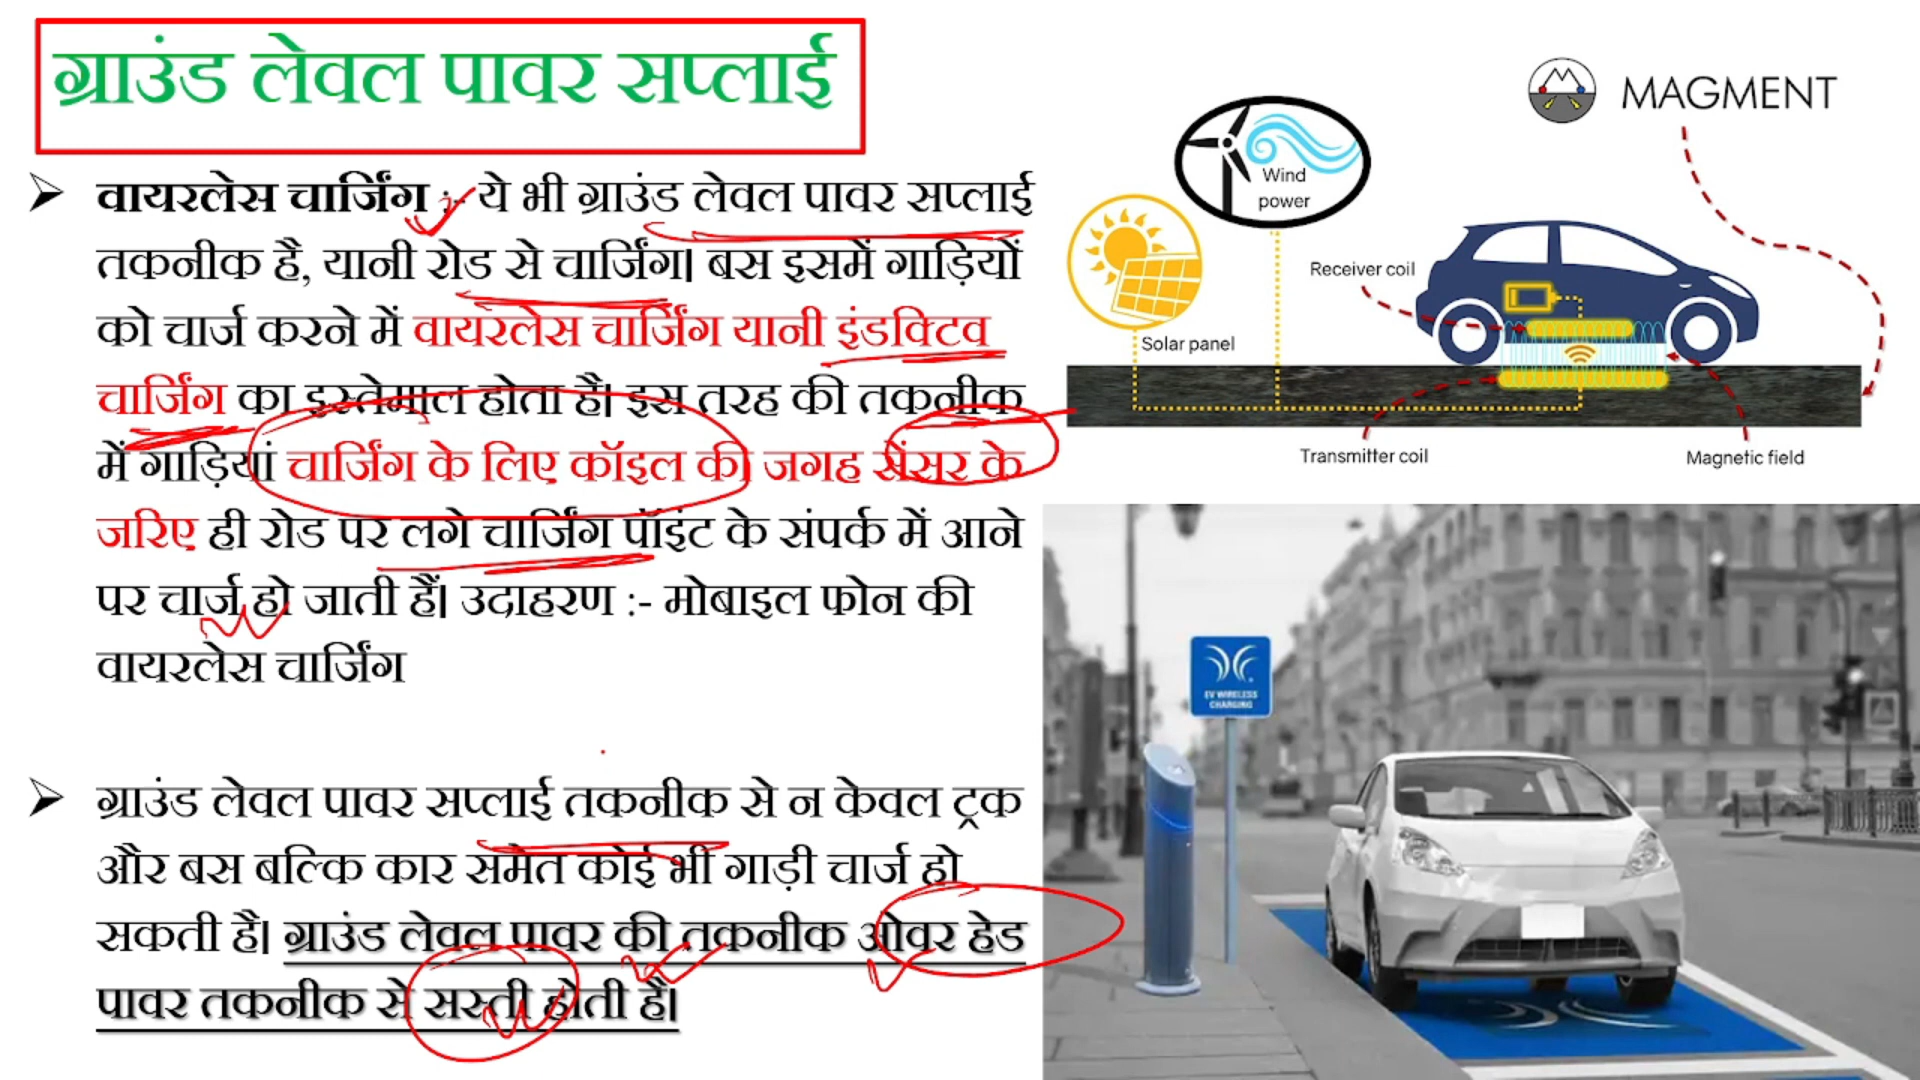 ग्राउंड लेवल पावर सप्लाई
➢ वायरलेस चार्जिंग :- ये भी ग्राउंड लेवल पावर सप्लाई
तकनीक है, यानी रोड से चार्जिंग। बस इसमें गाड़ियों
को चार्ज करने में वायरलेस चार्जिंग यानी इंडक्टिव
चार्जिंग का इस्तेमाल होता है। इस तरह की तकनीक
में गाड़ियां चार्जिंग के लिए कॉइल की जगह सेंसर के
जरिए ही रोड पर लगे चार्जिंग पॉइंट के संपर्क में आने
पर चार्ज हो जाती हैं। उदाहरण :- मोबाइल फोन की
वायरलेस चार्जिंग
➢ ग्राउंड लेवल पावर सप्लाई तकनीक से न केवल ट्रक
और बस बल्कि कार समेत कोई भी गाड़ी चार्ज हो
सकती है। ग्राउंड लेवल पावर की तकनीक ओवर हेड
पावर तकनीक से सस्ती होती है।
MAGMENT
Wind
power
Receiver coil
Solar panel
Transmitter coil
Magnetic field
EV WIRELESS
CHARGING